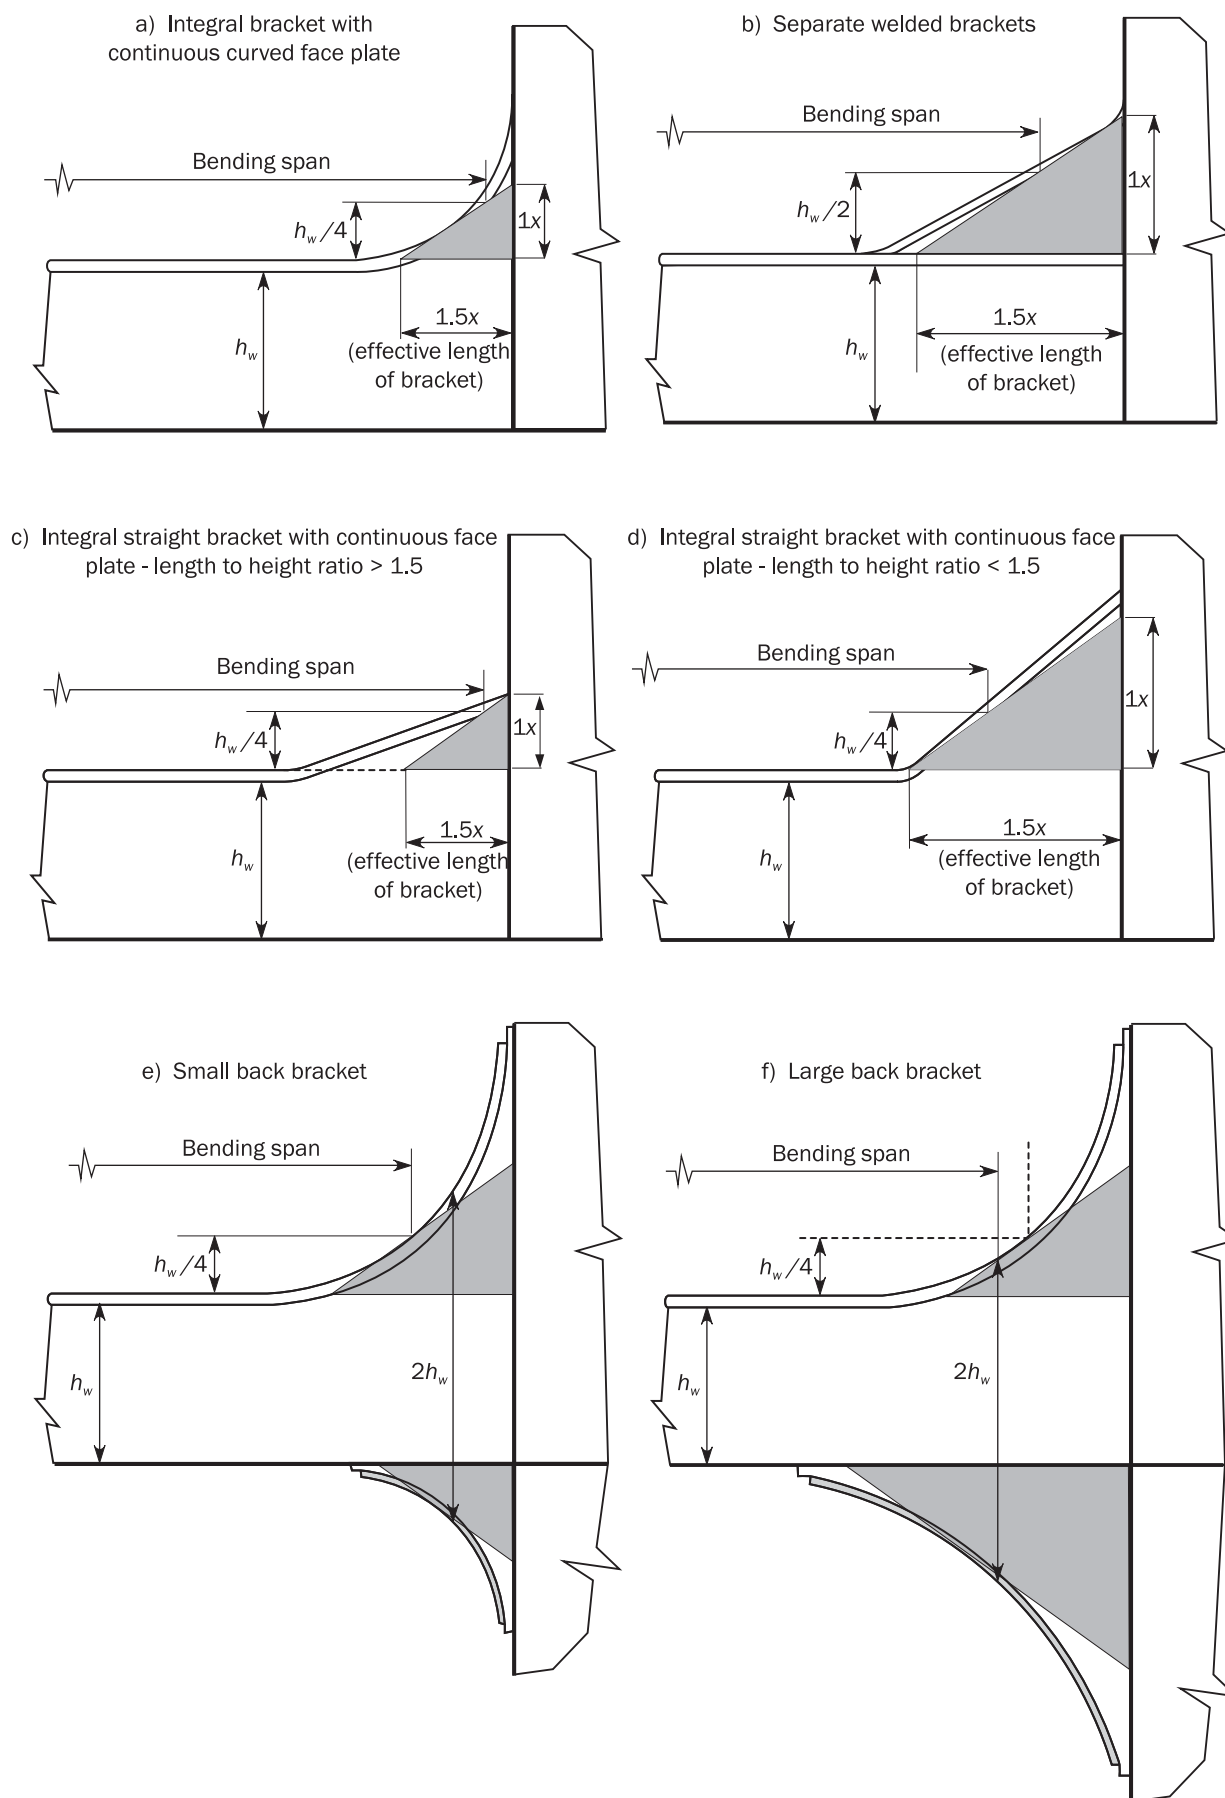 a) Integral bracket with
continuous curved face plate
Bending span
h_w/4
1x
1.5x
(effective length
of bracket)
h_w
b) Separate welded brackets
Bending span
h_w/2
1x
1.5x
(effective length
of bracket)
h_w
c) Integral straight bracket with continuous face
plate - length to height ratio > 1.5
Bending span
h_w/4
1x
1.5x
(effective length
of bracket)
h_w
d) Integral straight bracket with continuous face
plate - length to height ratio < 1.5
Bending span
h_w/4
1x
1.5x
(effective length
of bracket)
h_w
e) Small back bracket
Bending span
h_w/4
2h_w
h_w
f) Large back bracket
Bending span
h_w/4
2h_w
h_w